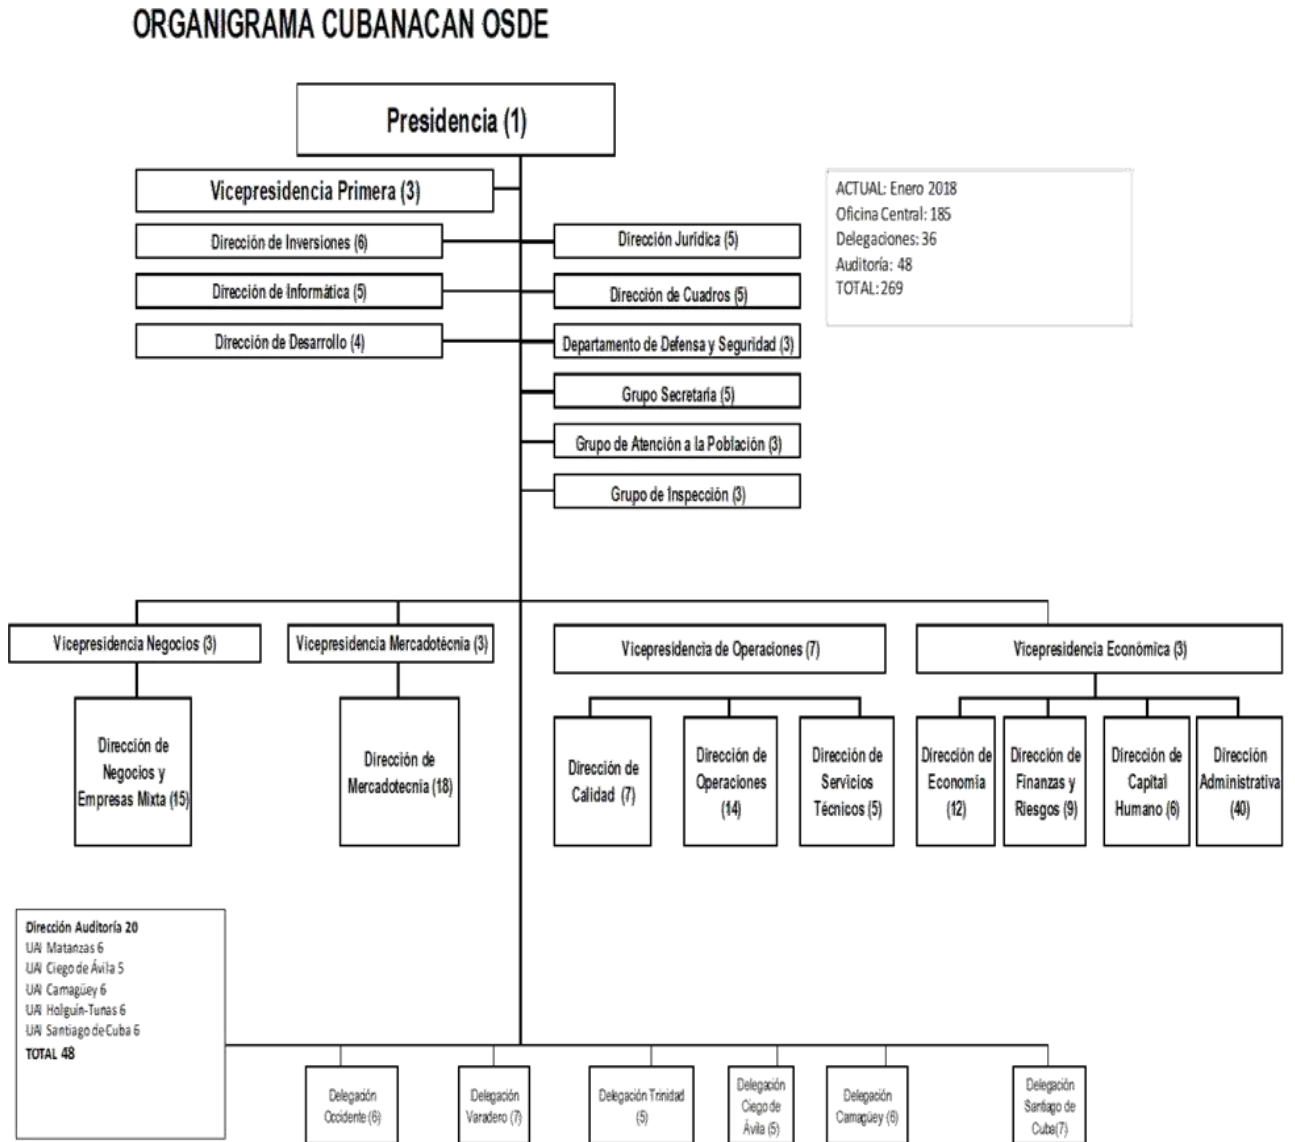 ORGANIGRAMA CUBANACAN OSDE
Presidencia (1)
Vicepresidencia Primera (3)
ACTUAL: Enero 2018
Oficina Central: 185
Delegaciones: 36
Auditoría: 48
TOTAL: 269
Dirección de Inversiones (6)
Dirección Jurídica (5)
Dirección de Informática (5)
Dirección de Cuadros (5)
Dirección de Desarrollo (4)
Departamento de Defensa y Seguridad (3)
Grupo Secretaría (5)
Grupo de Atención a la Población (3)
Grupo de Inspección (3)
Vicepresidencia Negocios (3)
Vicepresidencia Mercadotécnia (3)
Vicepresidencia de Operaciones (7)
Vicepresidencia Económica (3)
Dirección de
Negocios y
Empresas Mixta (15)
Dirección de
Mercadotecnia (18)
Dirección de
Calidad (7)
Dirección de
Operaciones
(14)
Dirección de
Servicios
Técnicos (5)
Dirección de
Economía
(12)
Dirección de
Finanzas y
Riesgos (9)
Dirección de
Capital
Humano (6)
Dirección
Administrativa
(40)
Dirección Auditoría 20
UAI Matanzas 6
UAI Ciego de Ávila 5
UAI Camagüey 6
UAI Holguín-Tunas 6
UAI Santiago de Cuba 6
TOTAL 48
Delegación
Occidente (6)
Delegación
Varadero (7)
Delegación Trinidad
(5)
Delegación
Ciego de
Ávila (5)
Delegación
Camagüey (6)
Delegación
Santiago de
Cuba(7)